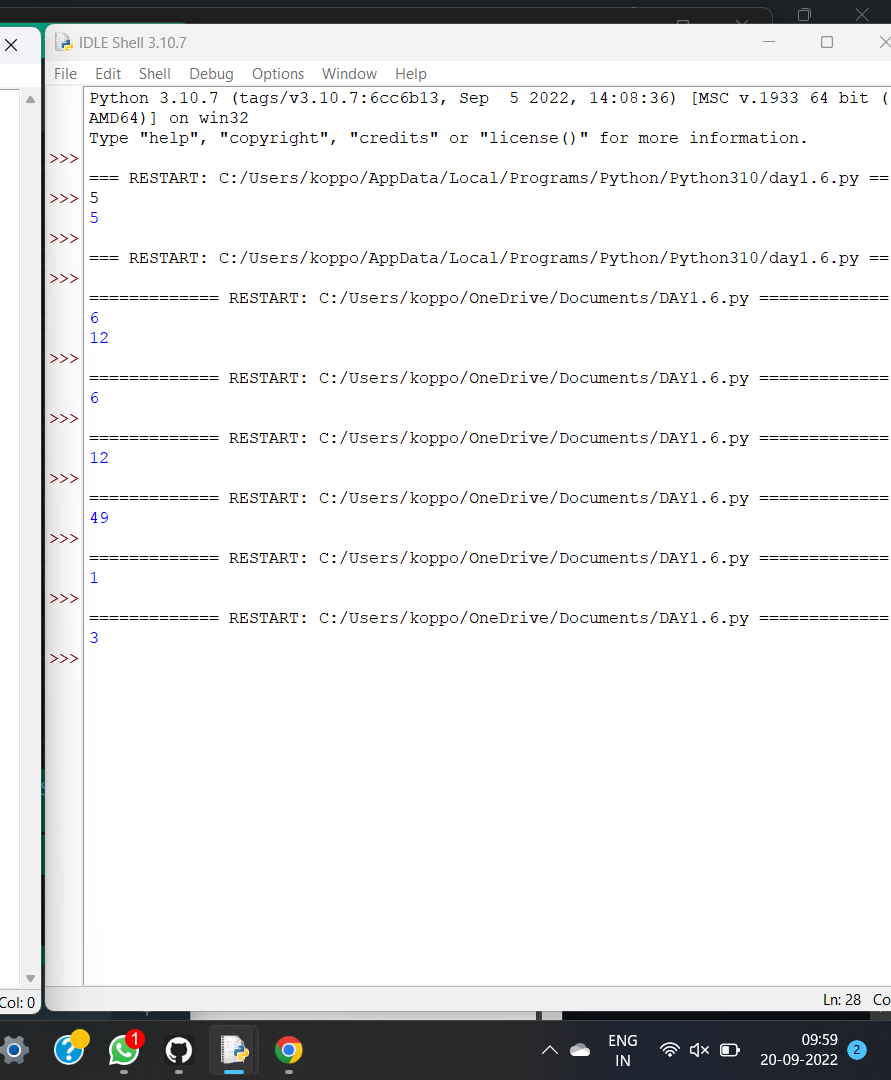 IDLE Shell 3.10.7
File Edit Shell Debug Options Window Help
Python 3.10.7 (tags/v3.10.7:6cc6b13, Sep  5 2022, 14:08:36) [MSC v.1933 64 bit (
AMD64)] on win32
Type "help", "copyright", "credits" or "license()" for more information.
>>>
=== RESTART: C:/Users/koppo/AppData/Local/Programs/Python/Python310/day1.6.py ==
>>> 5
5
>>>
=== RESTART: C:/Users/koppo/AppData/Local/Programs/Python/Python310/day1.6.py ==
>>>
============= RESTART: C:/Users/koppo/OneDrive/Documents/DAY1.6.py =============
6
12
>>>
============= RESTART: C:/Users/koppo/OneDrive/Documents/DAY1.6.py =============
6
>>>
============= RESTART: C:/Users/koppo/OneDrive/Documents/DAY1.6.py =============
12
>>>
============= RESTART: C:/Users/koppo/OneDrive/Documents/DAY1.6.py =============
49
>>>
============= RESTART: C:/Users/koppo/OneDrive/Documents/DAY1.6.py =============
1
>>>
============= RESTART: C:/Users/koppo/OneDrive/Documents/DAY1.6.py =============
3
>>>
Ln: 28 Co
Col: 0
1
ENG
IN
09:59
20-09-2022
2